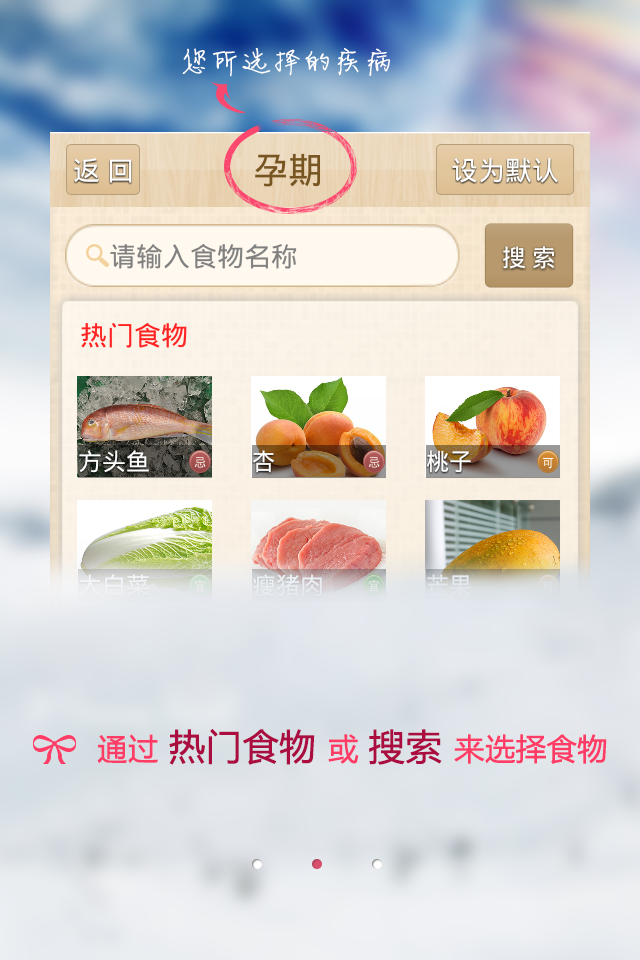 您所选择的疾病
返回
孕期
设为默认
请输入食物名称
搜索
热门食物
方头鱼 忌
杏 忌
桃子 可
大白菜 宜
瘦猪肉 宜
芒果
通过 热门食物 或 搜索 来选择食物